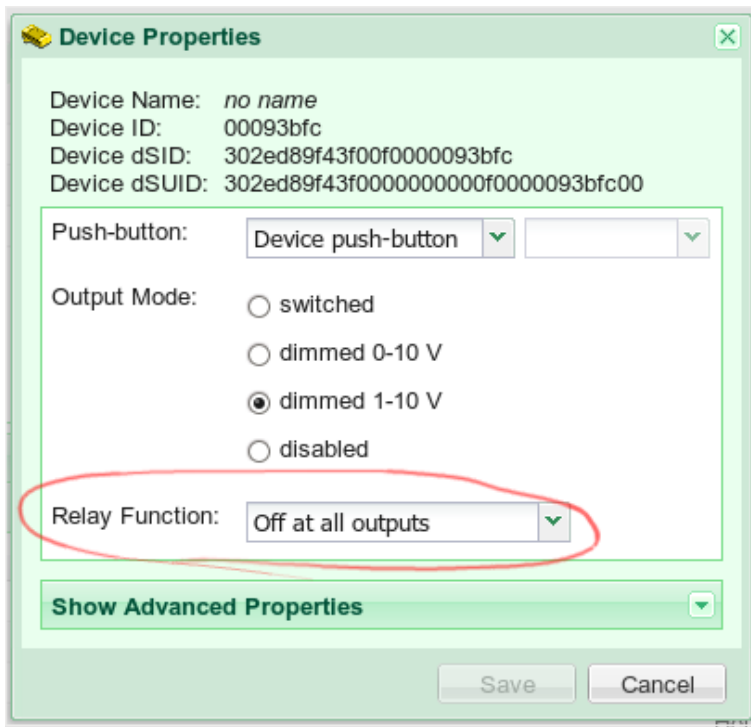 Device Properties
Device Name: no name
Device ID: 00093bfc
Device dSID: 302ed89f43f00f0000093bfc
Device dSUID: 302ed89f43f0000000000f0000093bfc00
Push-button: Device push-button
Output Mode: switched
dimmed 0-10 V
dimmed 1-10 V
disabled
Relay Function: Off at all outputs
Show Advanced Properties
Save Cancel